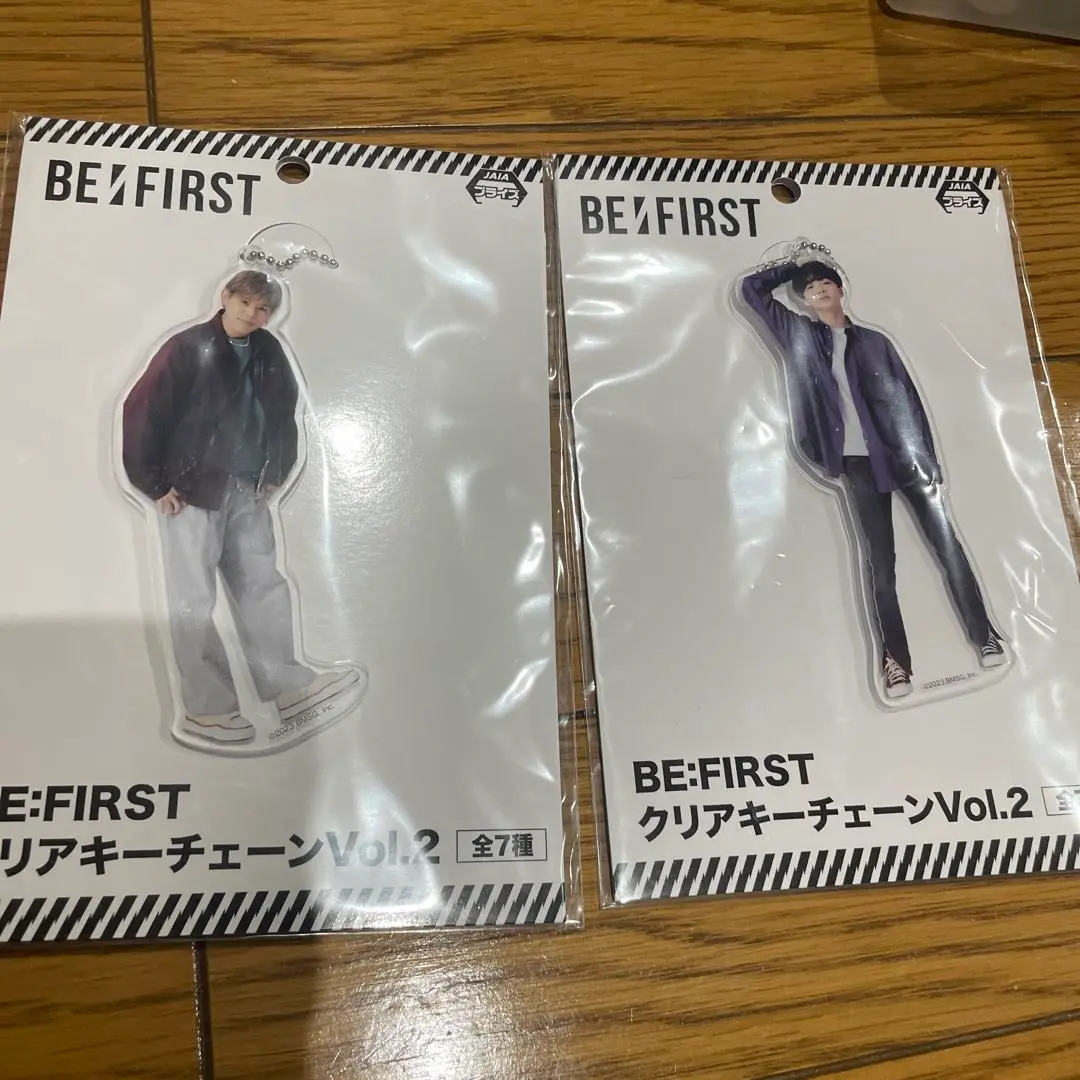 BE:FIRST
JAIA
プライズ
©2023 BMSG, Inc.
E:FIRST
リアキーチェーンVol.2
全7種
BE:FIRST
JAIA
プライズ
©2023 BMSG, Inc.
BE:FIRST
クリアキーチェーンVol.2
全